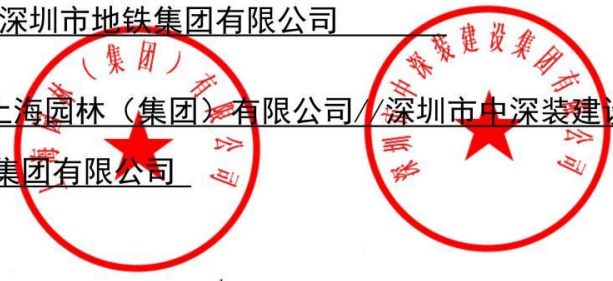 深圳市地铁集团有限公司
上海园林（集团）有限公司//深圳市中深装建设
集团有限公司
上海园林（集团）有限公司
深圳市中深装建设集团有限公司